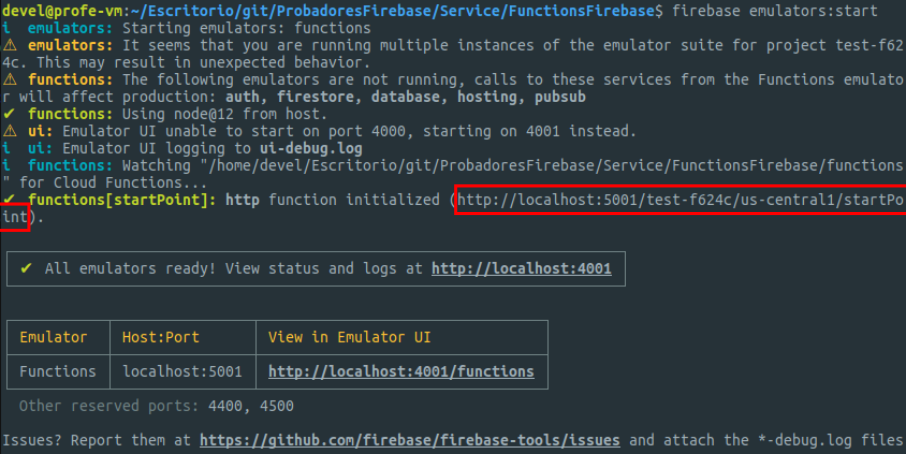 devel@profe-vm:~/Escritorio/git/ProbadoresFirebase/Service/FunctionsFirebase$ firebase emulators:start
i  emulators: Starting emulators: functions
⚠  emulators: It seems that you are running multiple instances of the emulator suite for project test-f62
4c. This may result in unexpected behavior.
⚠  functions: The following emulators are not running, calls to these services from the Functions emulato
r will affect production: auth, firestore, database, hosting, pubsub
✔  functions: Using node@12 from host.
⚠  ui: Emulator UI unable to start on port 4000, starting on 4001 instead.
i  ui: Emulator UI logging to ui-debug.log
i  functions: Watching "/home/devel/Escritorio/git/ProbadoresFirebase/Service/FunctionsFirebase/functions
" for Cloud Functions...
✔  functions[startPoint]: http function initialized (http://localhost:5001/test-f624c/us-central1/startPo
int).
✔  All emulators ready! View status and logs at http://localhost:4001
Emulator Host:Port View in Emulator UI
Functions localhost:5001 http://localhost:4001/functions
Other reserved ports: 4400, 4500
Issues? Report them at https://github.com/firebase/firebase-tools/issues and attach the *-debug.log files